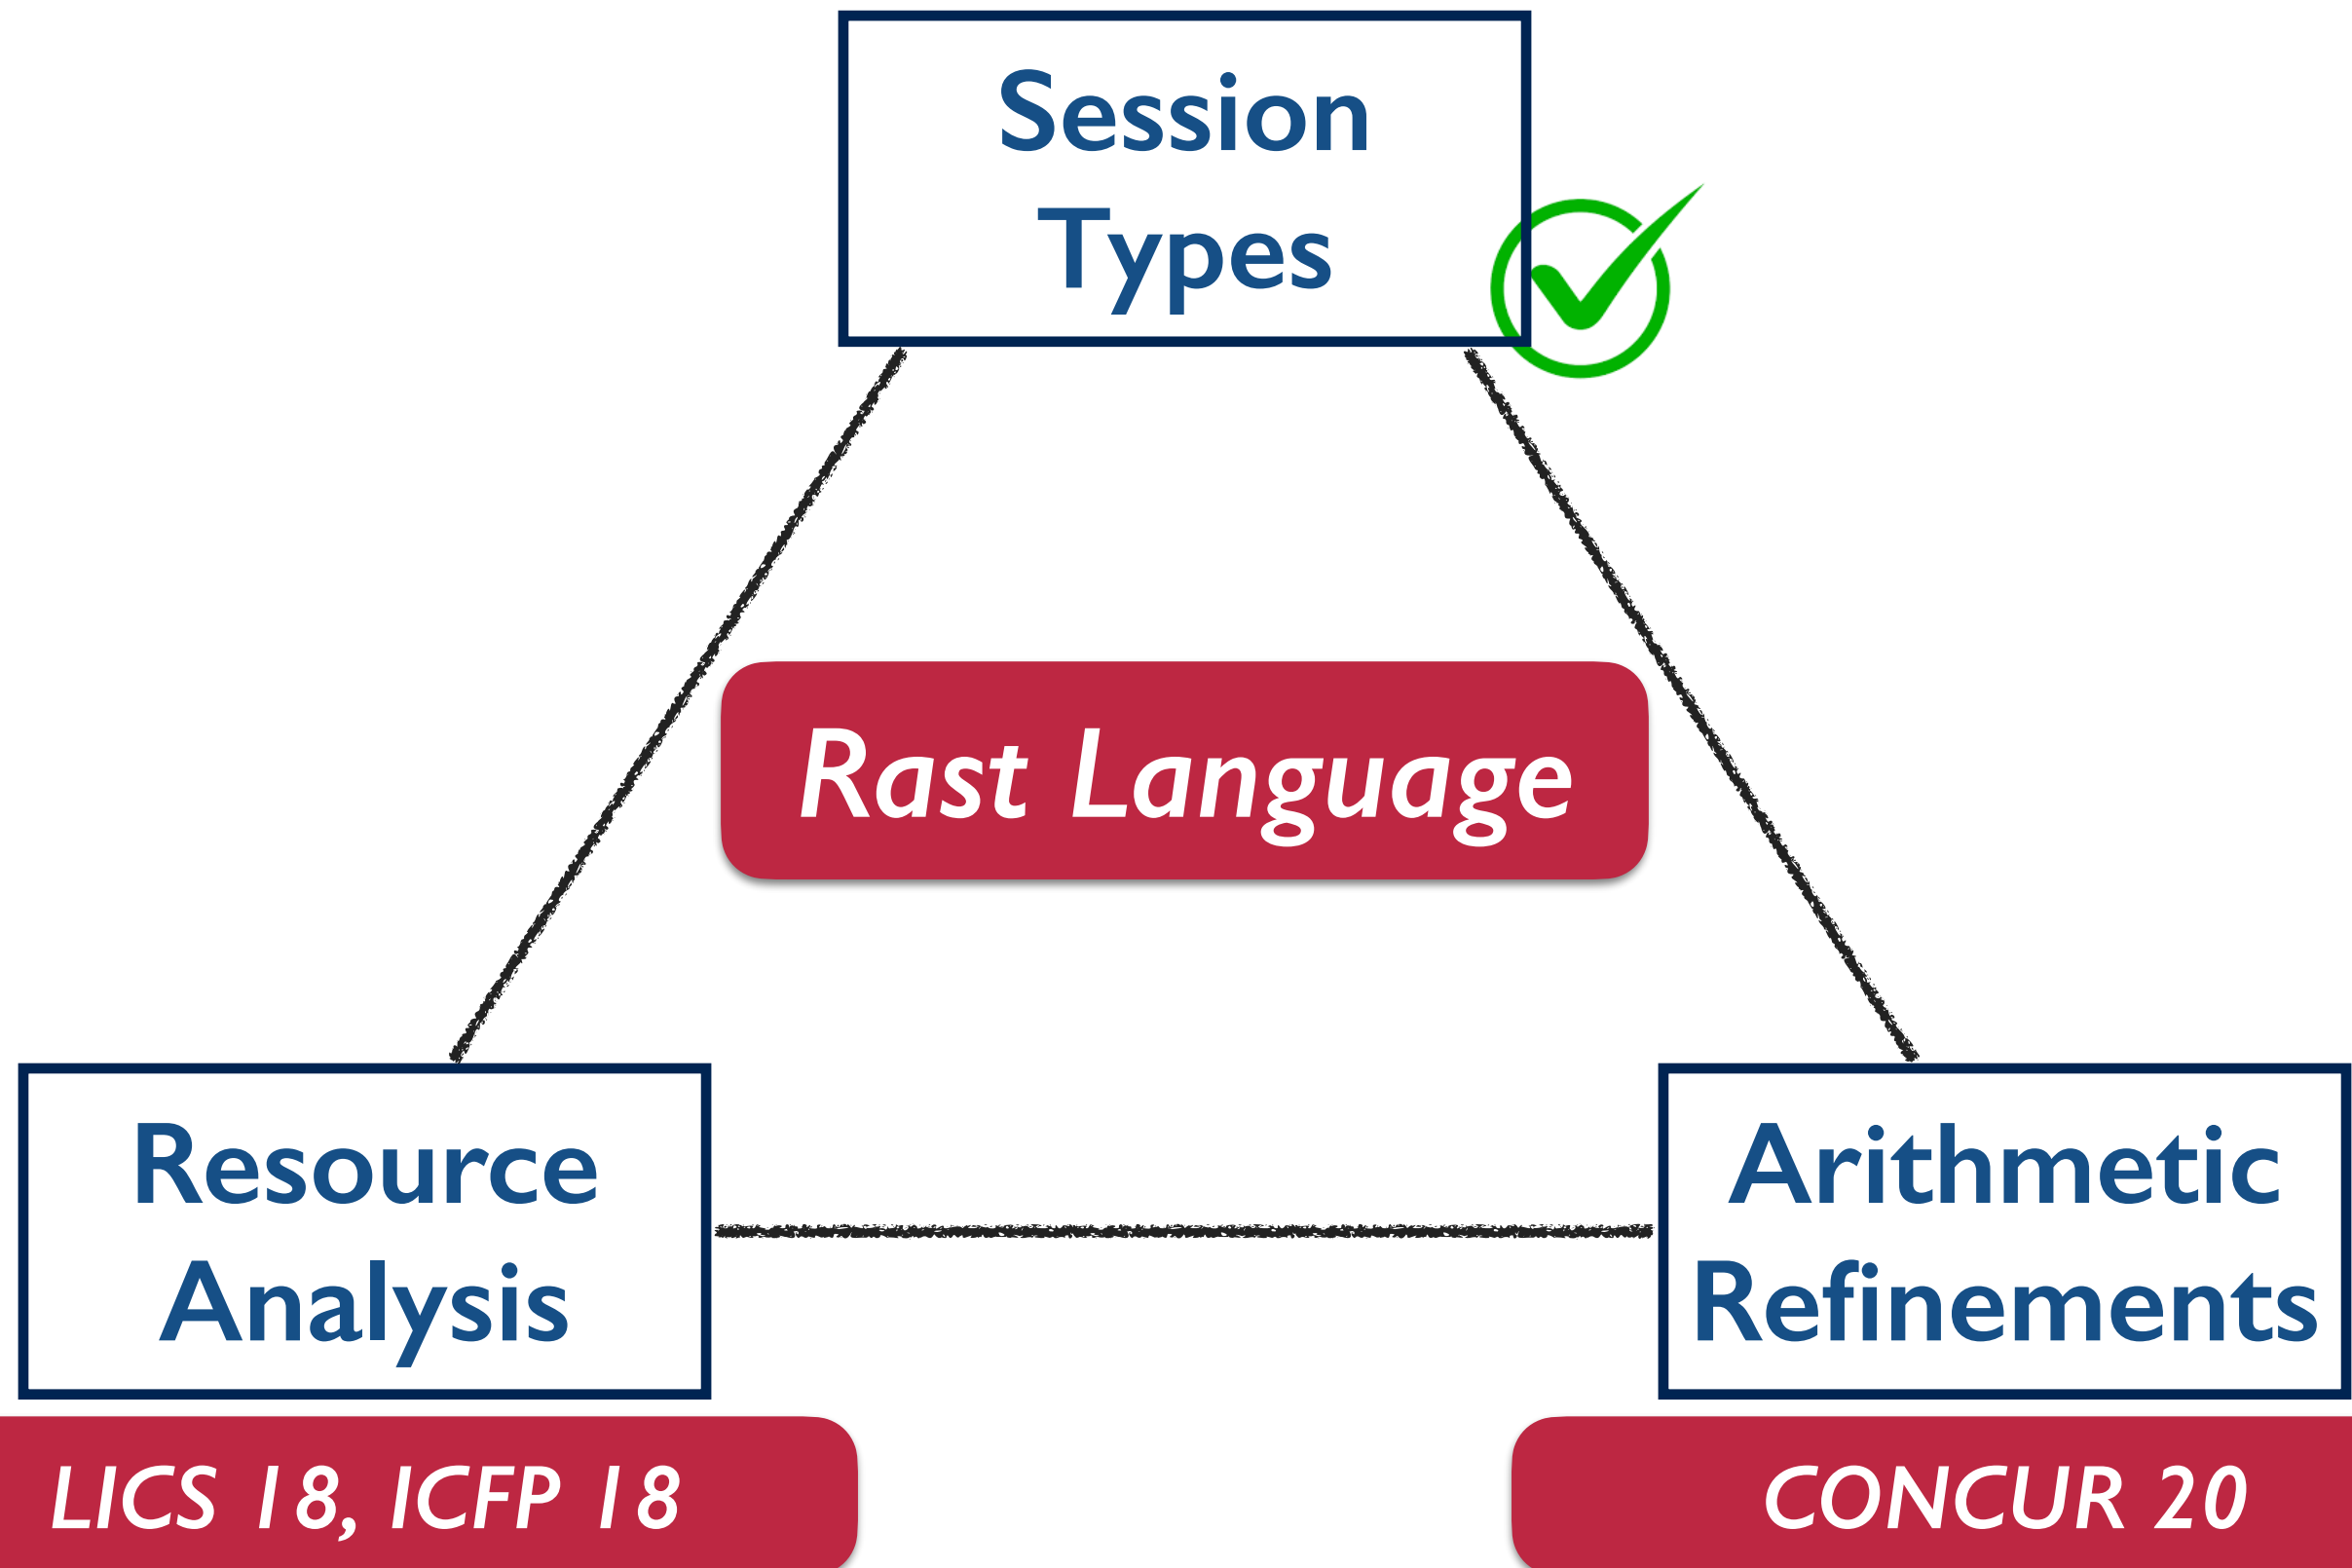 Session
Types
Rast Language
Resource
Analysis
Arithmetic
Refinements
LICS 18, ICFP 18
CONCUR 20